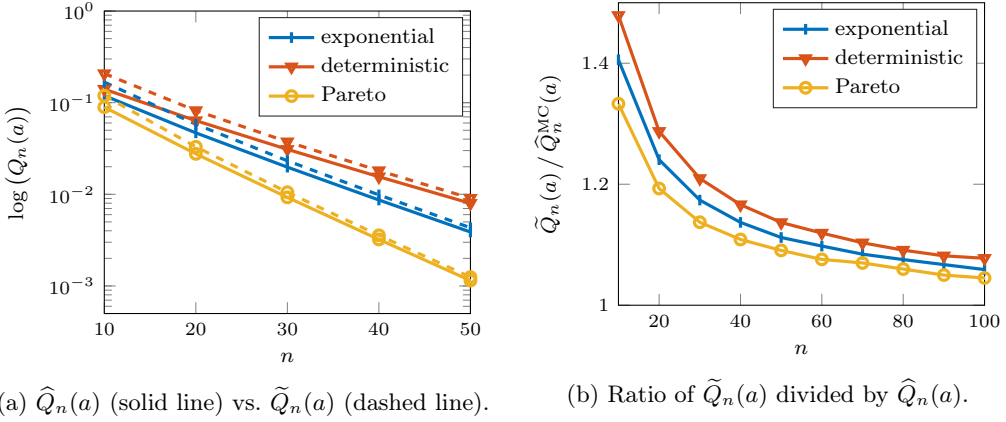 10⁰
10⁻¹
10⁻²
10⁻³
log (Q_n(a))
10 20 30 40 50
n
exponential
deterministic
Pareto
(a) Q̂_n(a) (solid line) vs. Q̃_n(a) (dashed line).
1.4
1.2
1
Q̃_n(a) / Q̂_n^MC(a)
20 40 60 80 100
n
exponential
deterministic
Pareto
(b) Ratio of Q̃_n(a) divided by Q̂_n(a).